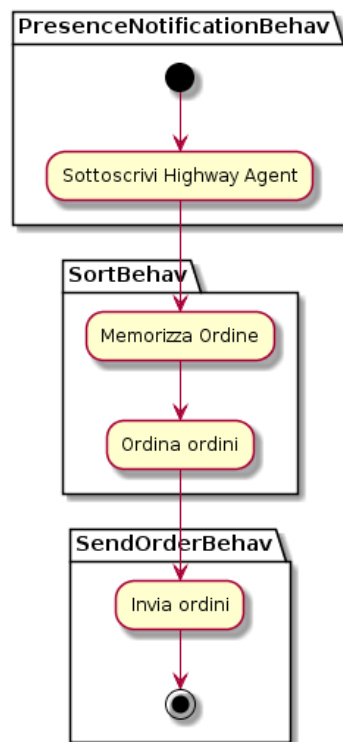 PresenceNotificationBehav
Sottoscrivi Highway Agent
SortBehav
Memorizza Ordine
Ordina ordini
SendOrderBehav
Invia ordini